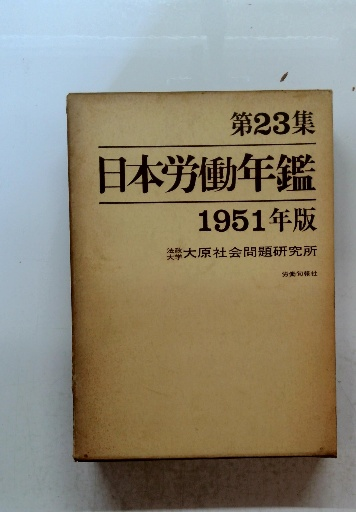 第23集
日本労働年鑑
1951年版
法政大学大原社会問題研究所
労働旬報社